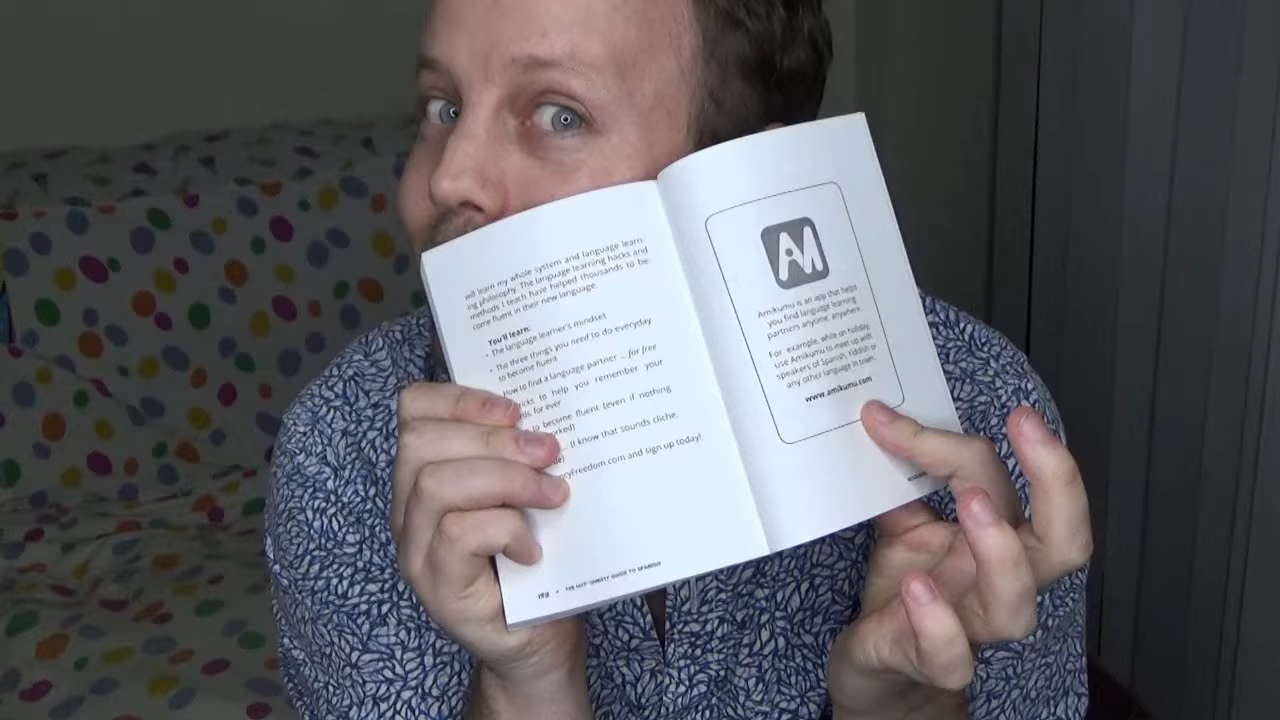 will learn my whole system and language learn-
ing philosophy. The language learning hacks and
methods I teach have helped thousands to be-
come fluent in their new language.
You'll learn:
• The language learner's mindset
• The three things you need to do everyday
to become fluent
How to find a language partner ... for free
to help you remember your
for ever
become fluent (even if nothing
worked)
... (I know that sounds cliche,
Freedom.com and sign up today!
• THE GUIDE TO SPANISH
AM
Amikumu is an app that helps
you find language learning
partners anytime, anywhere.
For example, while on holiday,
use Amikumu to meet up with
speakers of Spanish, Yiddish or
any other language in town.
www.amikumu.com